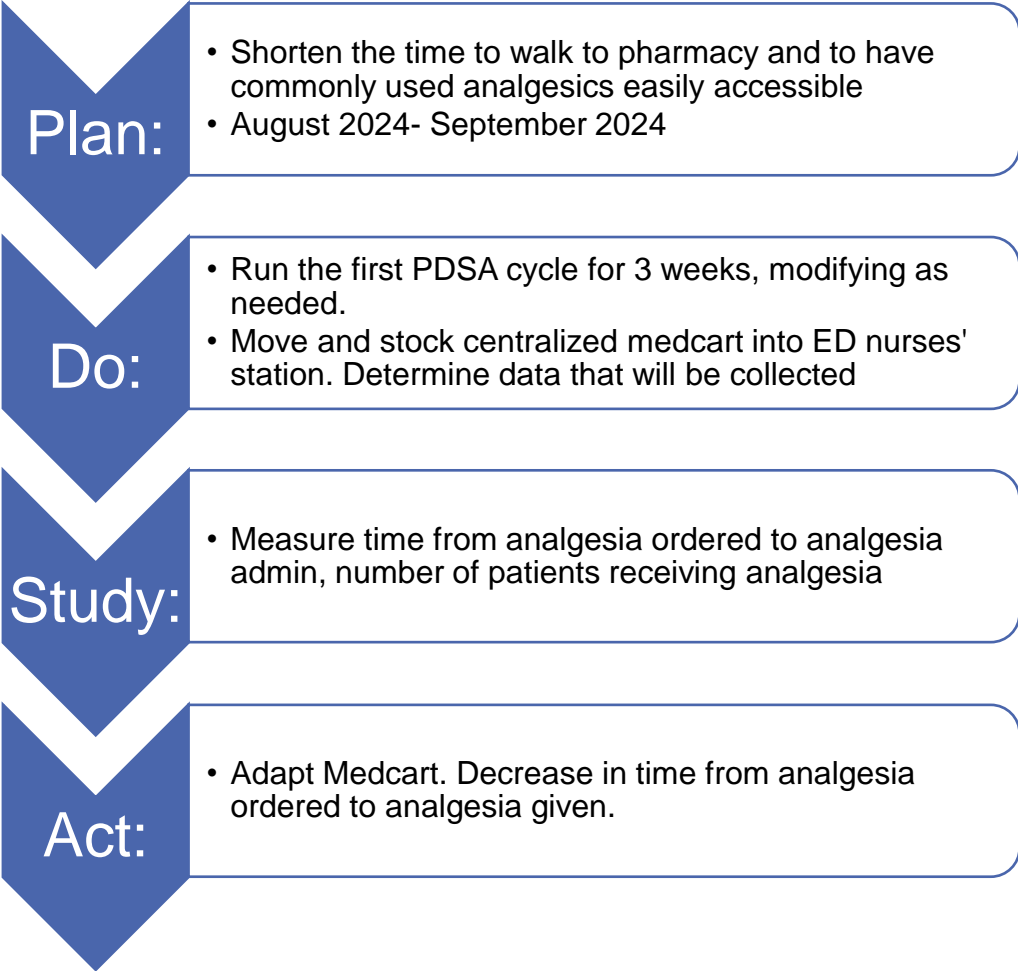 Plan:
• Shorten the time to walk to pharmacy and to have
commonly used analgesics easily accessible
• August 2024- September 2024
Do:
• Run the first PDSA cycle for 3 weeks, modifying as
needed.
• Move and stock centralized medcart into ED nurses'
station. Determine data that will be collected
Study:
• Measure time from analgesia ordered to analgesia
admin, number of patients receiving analgesia
Act:
• Adapt Medcart. Decrease in time from analgesia
ordered to analgesia given.